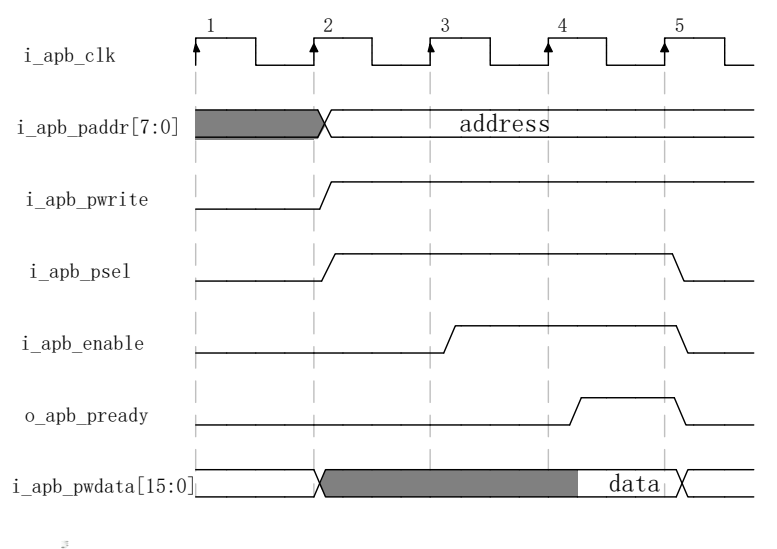 1 2 3 4 5
i_apb_clk
i_apb_paddr[7:0] address
i_apb_pwrite
i_apb_psel
i_apb_enable
o_apb_pready
i_apb_pwdata[15:0] data